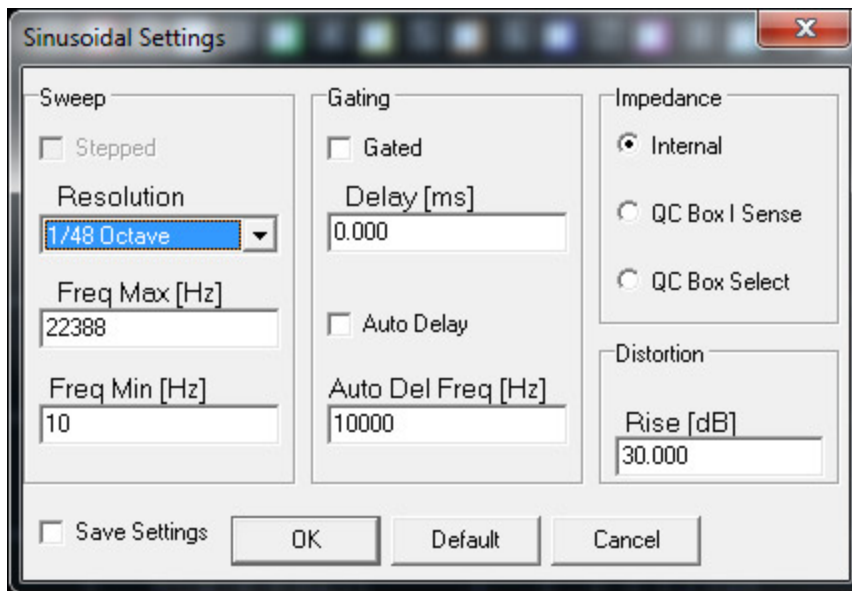 Sinusoidal Settings
Sweep
Stepped
Resolution
1/48 Octave
Freq Max [Hz]
22388
Freq Min [Hz]
10
Gating
Gated
Delay [ms]
0.000
Auto Delay
Auto Del Freq [Hz]
10000
Impedance
Internal
QC Box I Sense
QC Box Select
Distortion
Rise [dB]
30.000
Save Settings
OK
Default
Cancel